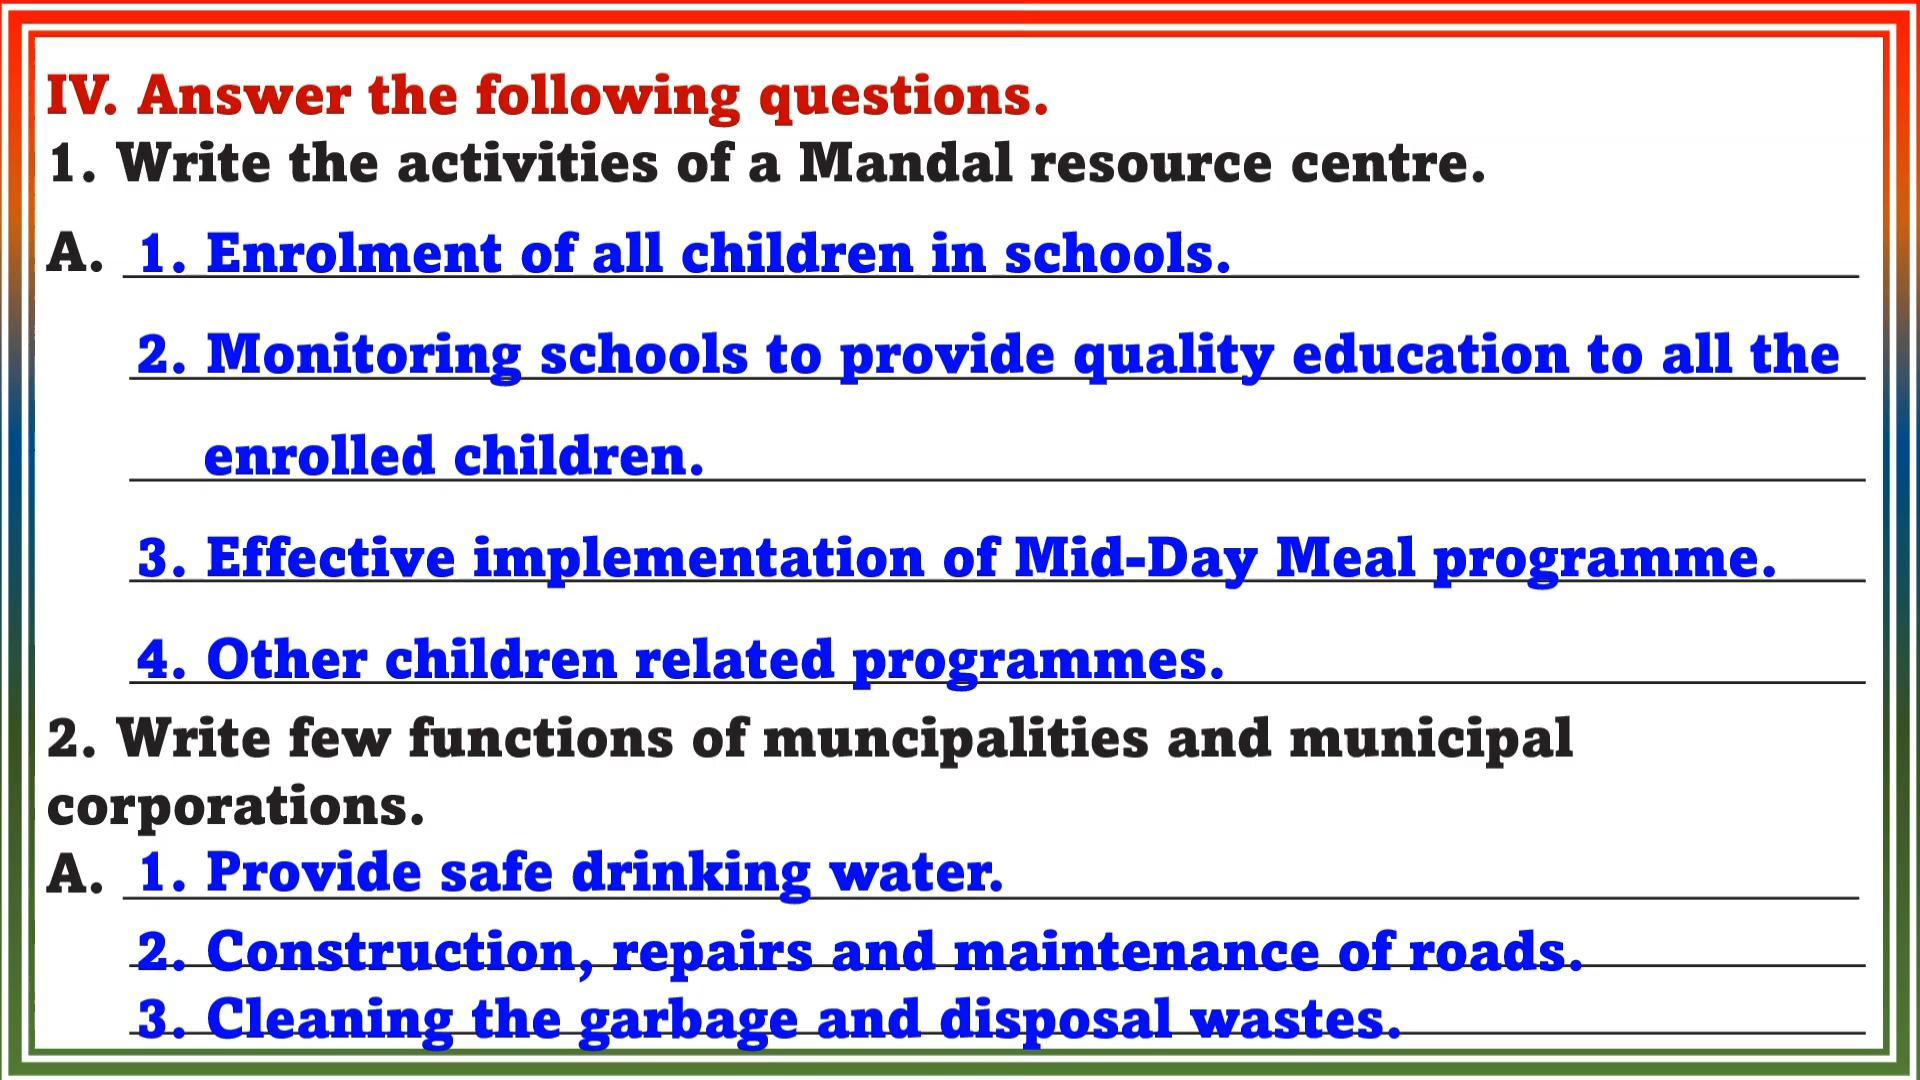 IV. Answer the following questions.
1. Write the activities of a Mandal resource centre.
A. 1. Enrolment of all children in schools.
2. Monitoring schools to provide quality education to all the
enrolled children.
3. Effective implementation of Mid-Day Meal programme.
4. Other children related programmes.
2. Write few functions of muncipalities and municipal
corporations.
A. 1. Provide safe drinking water.
2. Construction, repairs and maintenance of roads.
3. Cleaning the garbage and disposal wastes.